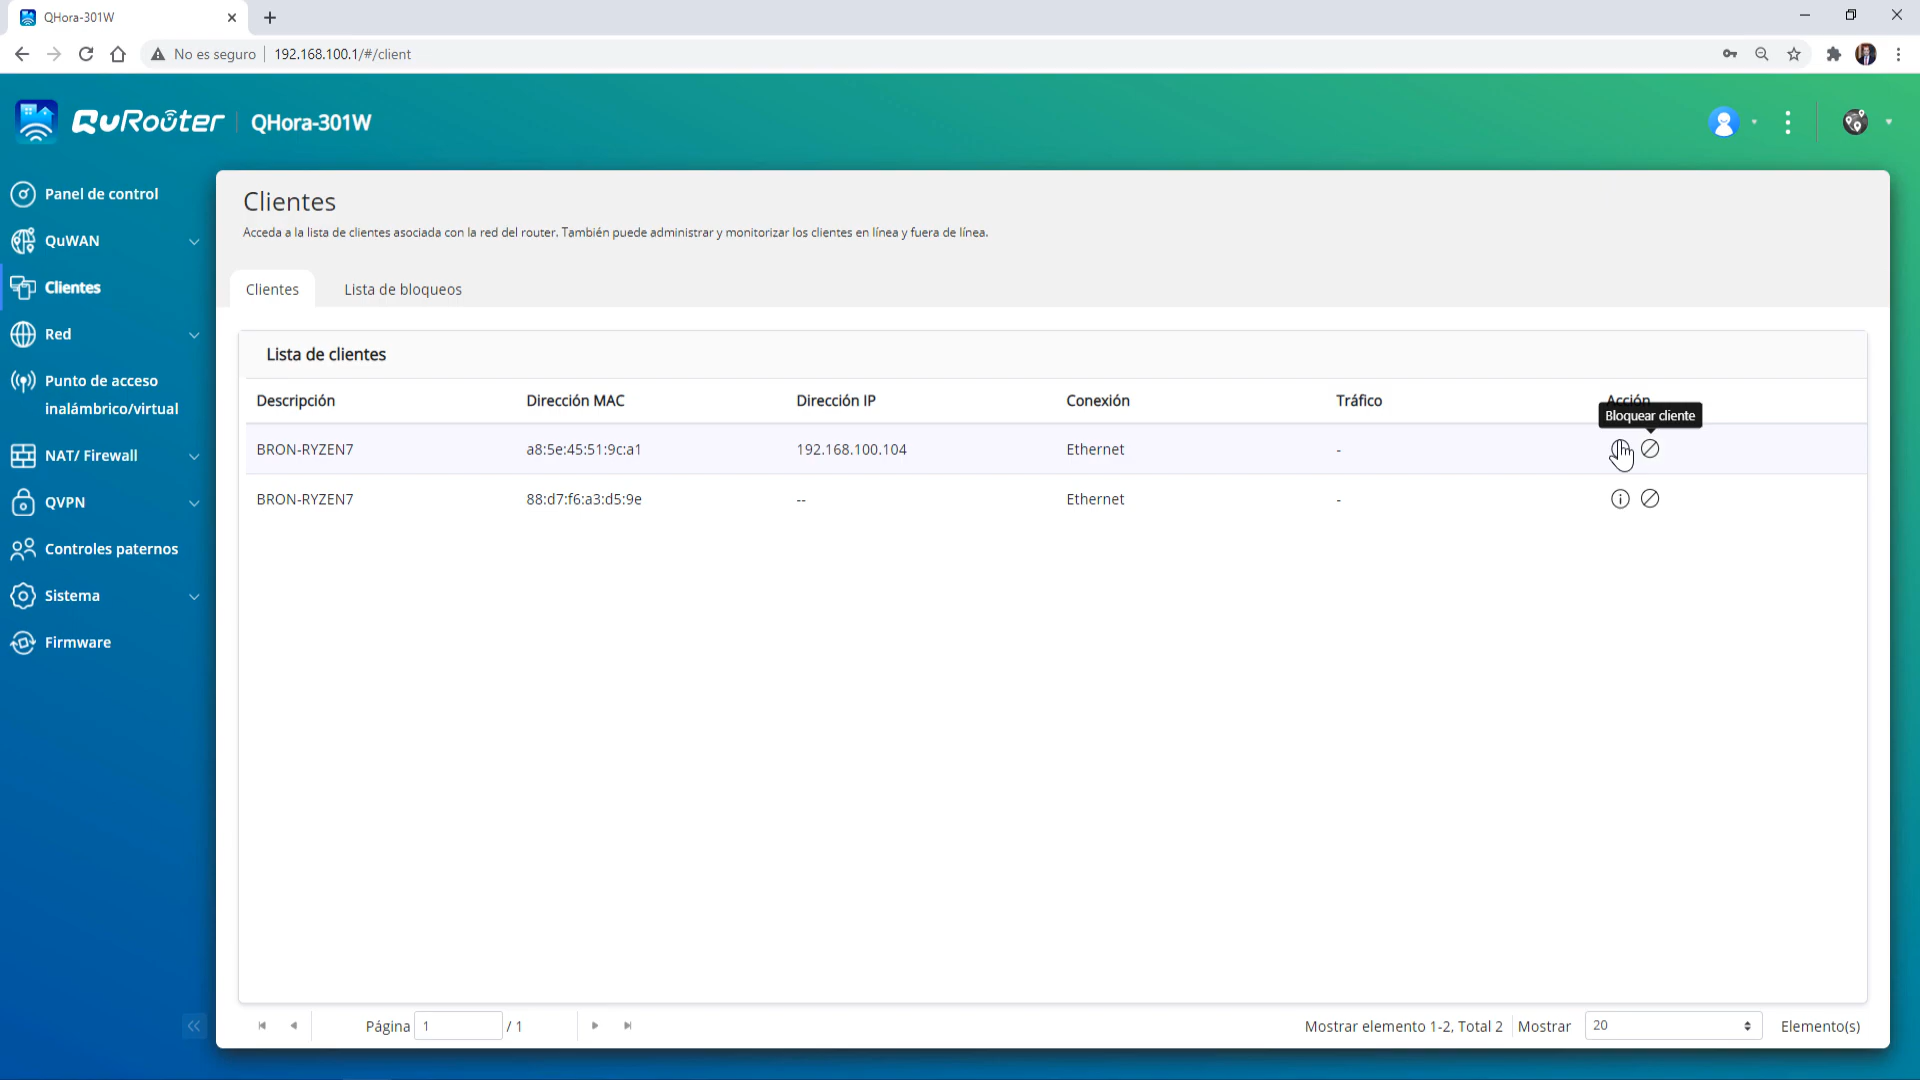 QHora-301W
No es seguro
192.168.100.1/#/client
QuRouter
QHora-301W
Panel de control
QuWAN
Clientes
Red
Punto de acceso
inalámbrico/virtual
NAT/ Firewall
QVPN
Controles paternos
Sistema
Firmware
Clientes
Acceda a la lista de clientes asociada con la red del router. También puede administrar y monitorizar los clientes en línea y fuera de línea.
Clientes Lista de bloqueos
Lista de clientes
Descripción Dirección MAC Dirección IP Conexión Tráfico Acción
Bloquear cliente
BRON-RYZEN7 a8:5e:45:51:9c:a1 192.168.100.104 Ethernet -
BRON-RYZEN7 88:d7:f6:a3:d5:9e -- Ethernet -
Página 1 / 1 Mostrar elemento 1-2, Total 2 Mostrar 20 Elemento(s)